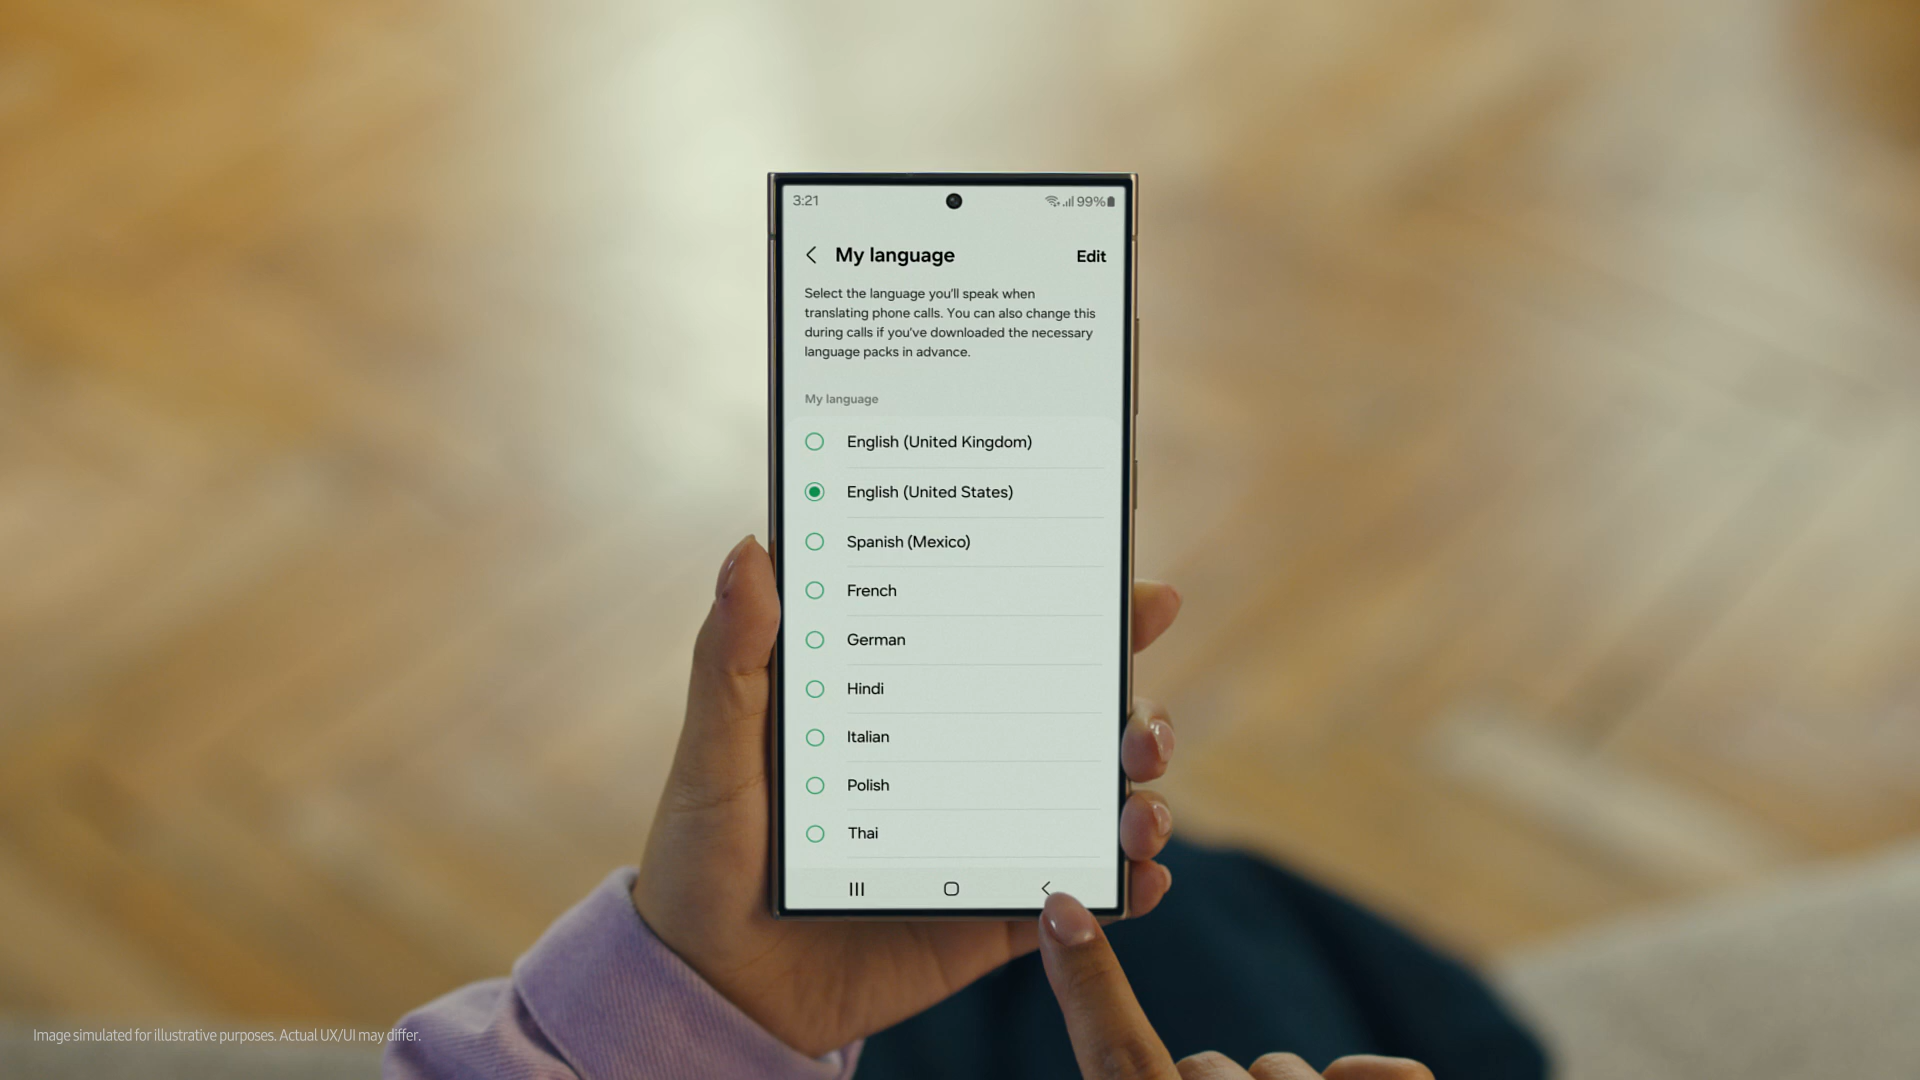 3:21
99%
My language
Edit
Select the language you'll speak when
translating phone calls. You can also change this
during calls if you've downloaded the necessary
language packs in advance.
My language
English (United Kingdom)
English (United States)
Spanish (Mexico)
French
German
Hindi
Italian
Polish
Thai
Image simulated for illustrative purposes. Actual UX/UI may differ.